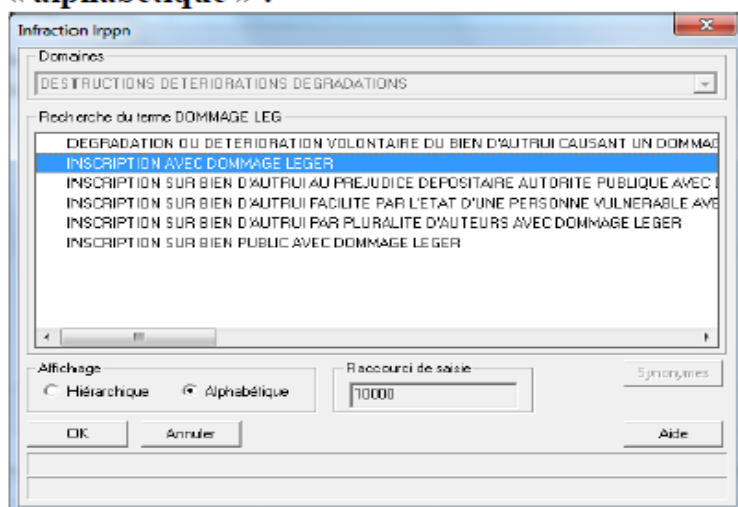 « alphabétique » :
Infraction Irppn
Domaines
DESTRUCTIONS DETERIORATIONS DEGRADATIONS
Recherche du terme DOMMAGE LEG
DEGRADATION OU DETERIORATION VOLONTAIRE DU BIEN D'AUTRUI CAUSANT UN DOMMAG
INSCRIPTION AVEC DOMMAGE LEGER
INSCRIPTION SUR BIEN D'AUTRUI AU PREJUDICE DEPOSITAIRE AUTORITE PUBLIQUE AVEC
INSCRIPTION SUR BIEN D'AUTRUI FACILITE PAR L'ETAT D'UNE PERSONNE VULNERABLE AVE
INSCRIPTION SUR BIEN D'AUTRUI PAR PLURALITE D'AUTEURS AVEC DOMMAGE LEGER
INSCRIPTION SUR BIEN PUBLIC AVEC DOMMAGE LEGER
Affichage
Raccourci de saisie
Synonymes
Hiérarchique Alphabétique
10000
OK Annuler Aide